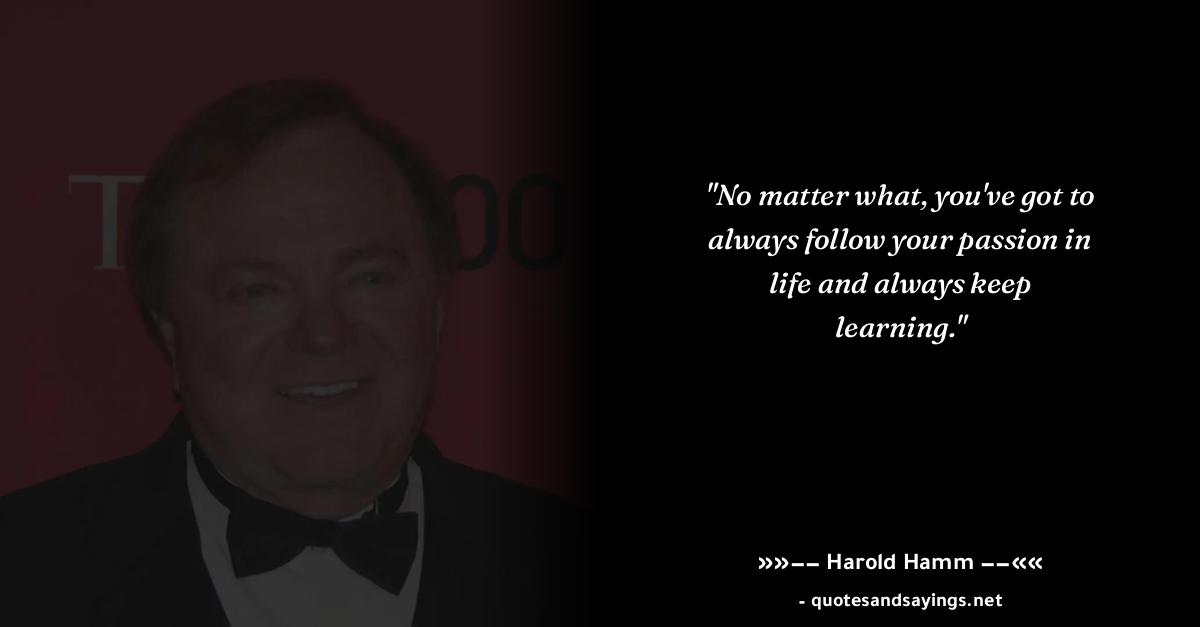 T
00
"No matter what, you've got to
always follow your passion in
life and always keep
learning."
»»–– Harold Hamm ––««
- quotesandsayings.net